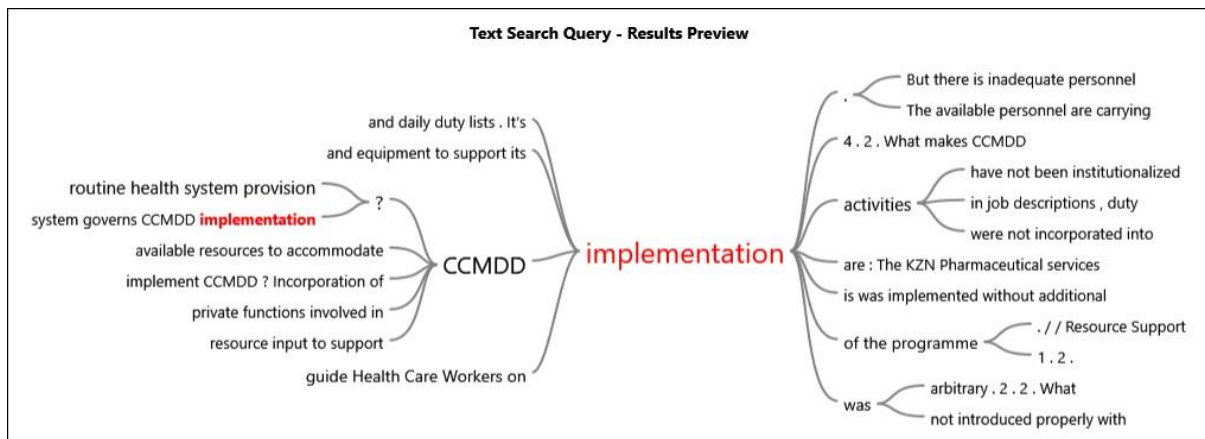 Text Search Query - Results Preview
and daily duty lists . It's
and equipment to support its
routine health system provision
system governs CCMDD implementation
?
available resources to accommodate
implement CCMDD ? Incorporation of
private functions involved in
resource input to support
CCMDD
guide Health Care Workers on
implementation
.
But there is inadequate personnel
The available personnel are carrying
4 . 2 . What makes CCMDD
activities
have not been institutionalized
in job descriptions , duty
were not incorporated into
are : The KZN Pharmaceutical services
is was implemented without additional
of the programme
. / / Resource Support
1 . 2 .
was
arbitrary . 2 . 2 . What
not introduced properly with